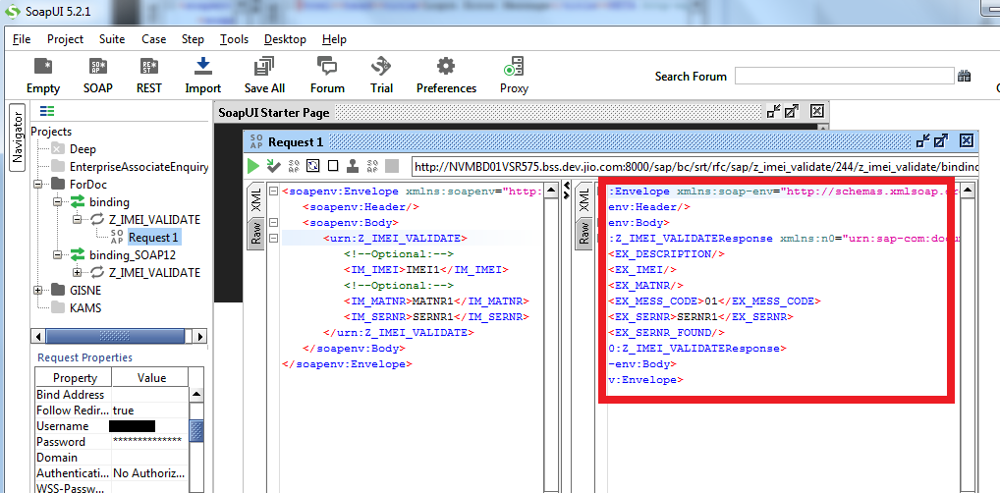 SoapUI 5.2.1
File Project Suite Case Step Tools Desktop Help
Empty SOAP REST Import Save All Forum Trial Preferences Proxy Search Forum
Navigator
Projects
Deep
EnterpriseAssociateEnquiry
ForDoc
binding
Z_IMEI_VALIDATE
Request 1
binding_SOAP12
Z_IMEI_VALIDATE
GISNE
KAMS
Request Properties
Property Value
Bind Address
Follow Redir... true
Username
Password **************
Domain
Authenticati... No Authoriz...
WSS-Passw...
SoapUI Starter Page
SOAP Request 1
http://NVMBD01VSR575.bss.dev.jio.com:8000/sap/bc/srt/rfc/sap/z_imei_validate/244/z_imei_validate/binding
XML
Raw
<soapenv:Envelope xmlns:soapenv="http:
<soapenv:Header/>
<soapenv:Body>
<urn:Z_IMEI_VALIDATE>
<!--Optional:-->
<IM_IMEI>IMEI1</IM_IMEI>
<!--Optional:-->
<IM_MATNR>MATNR1</IM_MATNR>
<IM_SERNR>SERNR1</IM_SERNR>
</urn:Z_IMEI_VALIDATE>
</soapenv:Body>
</soapenv:Envelope>
XML
Raw
:Envelope xmlns:soap-env="http://schemas.xmlsoap.or
env:Header/>
env:Body>
:Z_IMEI_VALIDATEResponse xmlns:n0="urn:sap-com:docu
<EX_DESCRIPTION/>
<EX_IMEI/>
<EX_MATNR/>
<EX_MESS_CODE>01</EX_MESS_CODE>
<EX_SERNR>SERNR1</EX_SERNR>
<EX_SERNR_FOUND/>
0:Z_IMEI_VALIDATEResponse>
-env:Body>
v:Envelope>